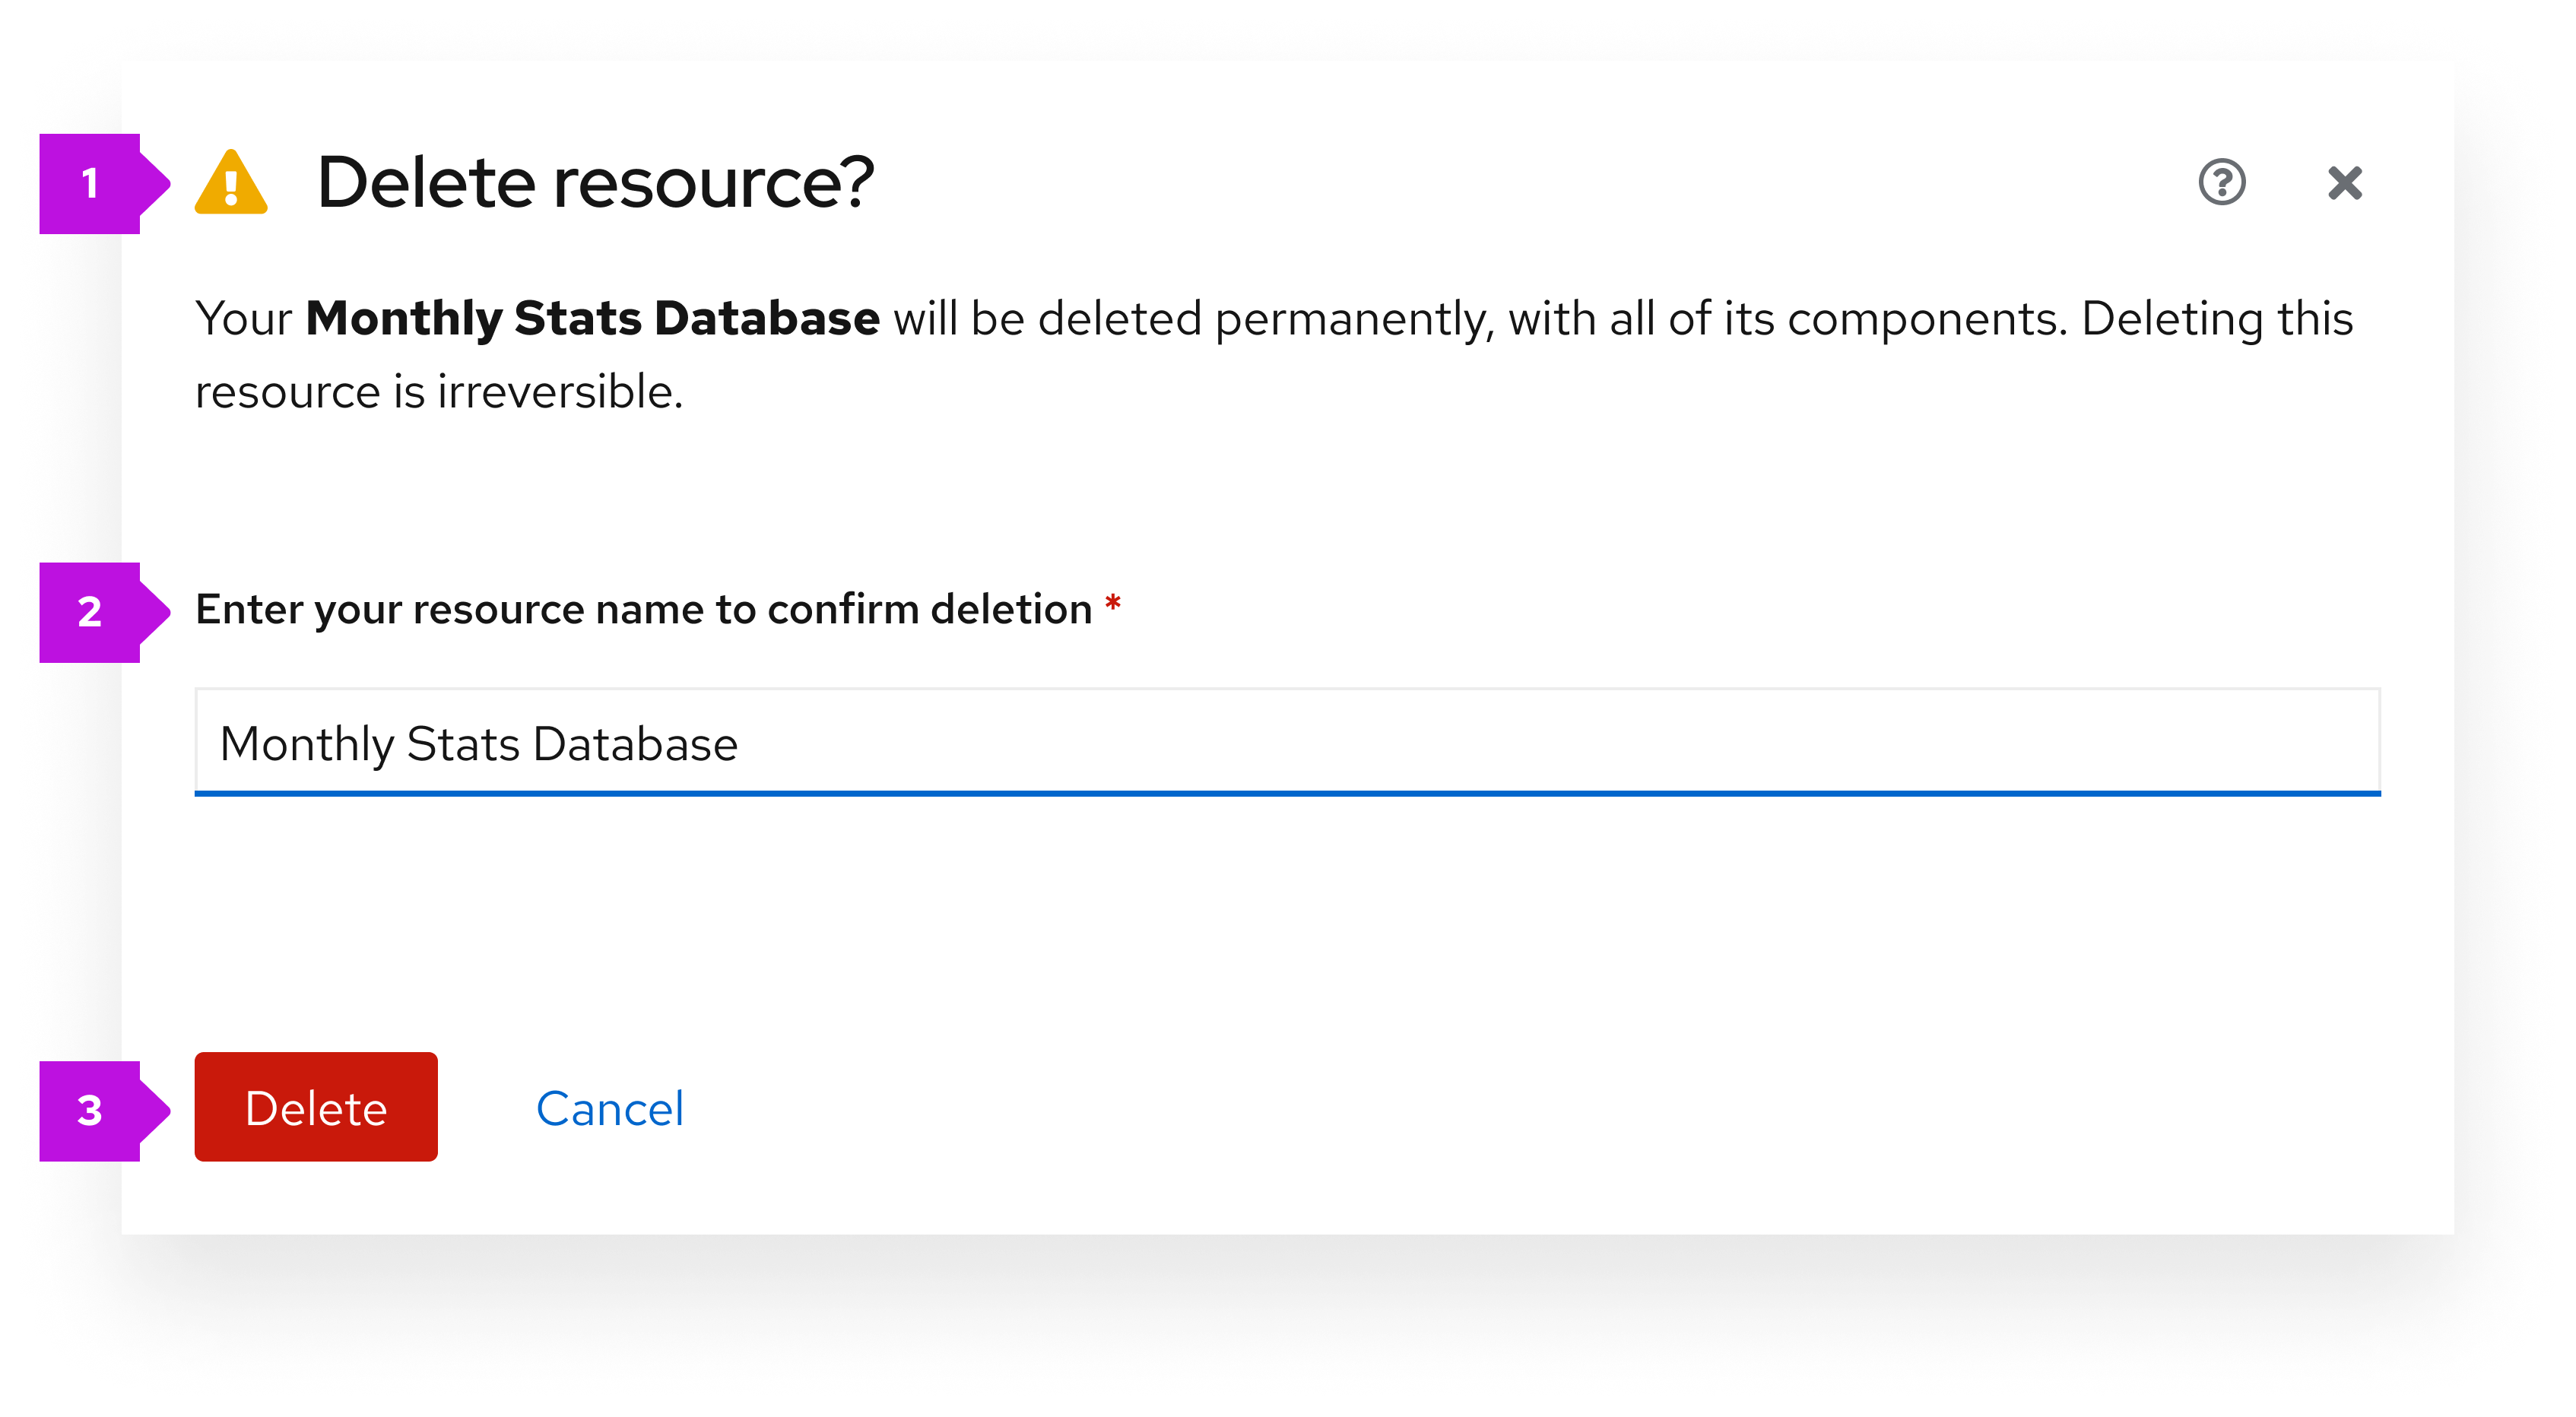 1
Delete resource?
Your Monthly Stats Database will be deleted permanently, with all of its components. Deleting this
resource is irreversible.
2
Enter your resource name to confirm deletion *
Monthly Stats Database
3
Delete
Cancel